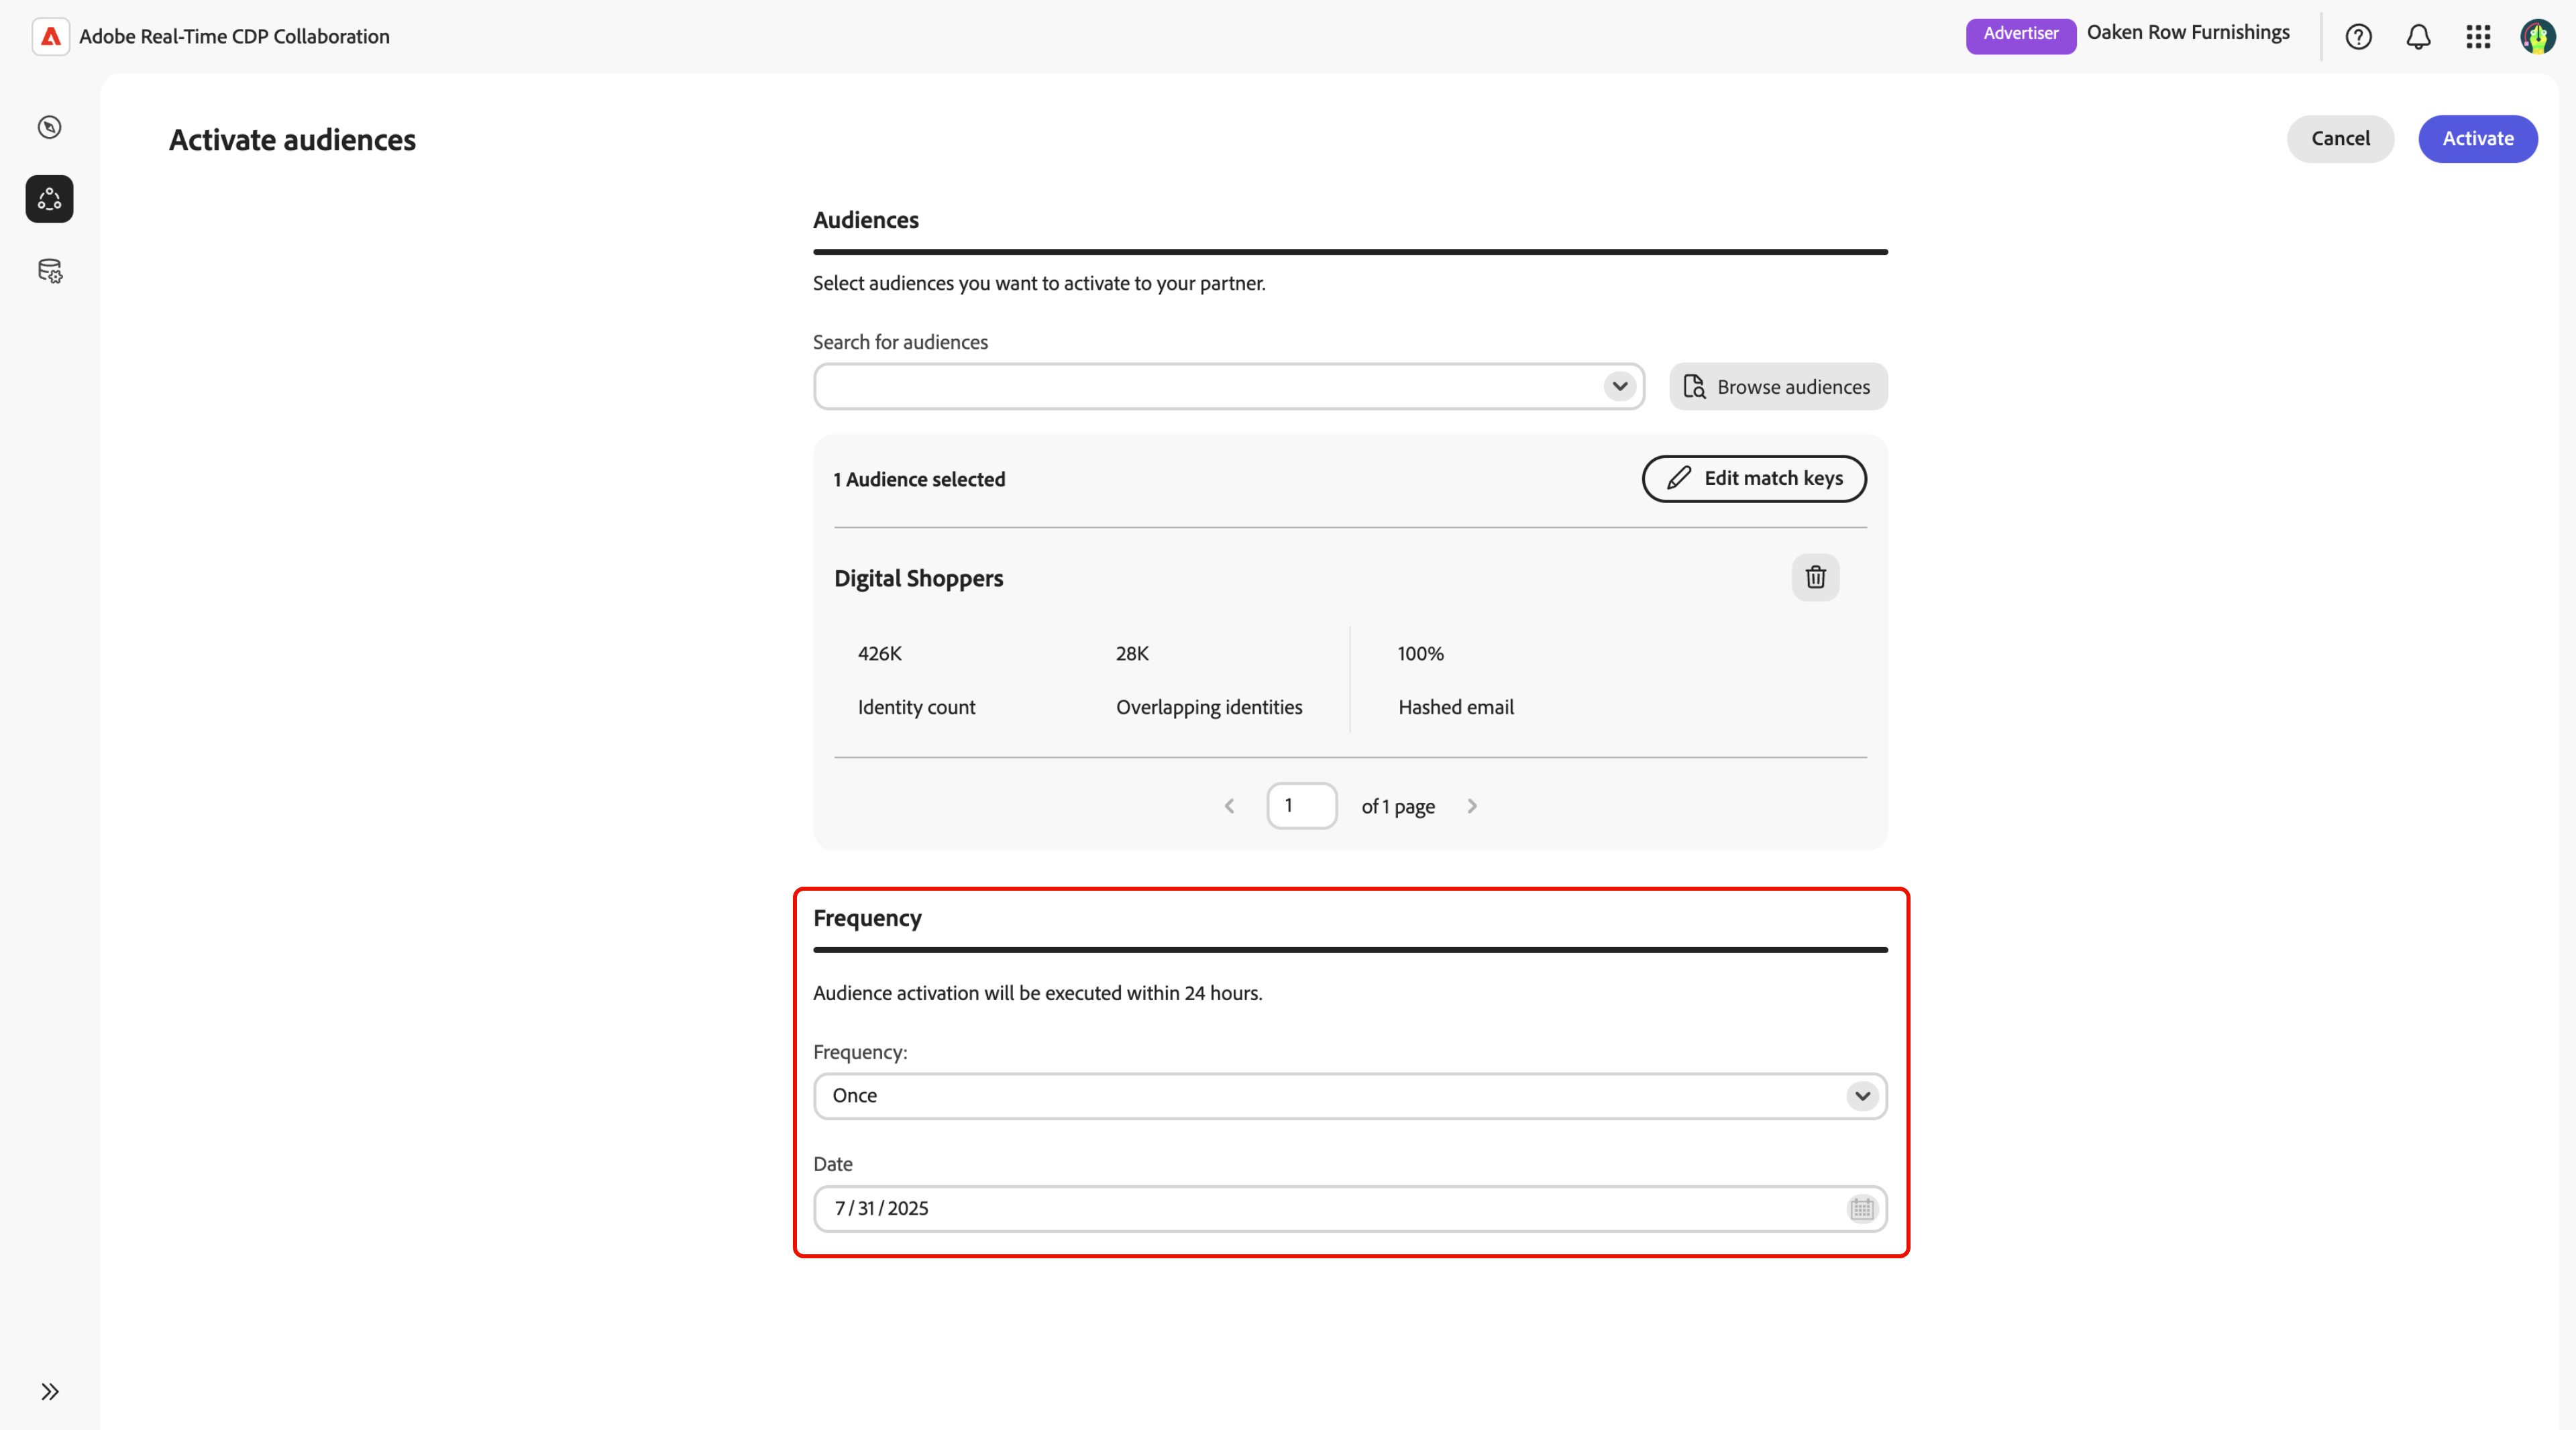 Adobe Real-Time CDP Collaboration
Advertiser
Oaken Row Furnishings
Activate audiences
Cancel
Activate
Audiences
Select audiences you want to activate to your partner.
Search for audiences
Browse audiences
1 Audience selected
Edit match keys
Digital Shoppers
426K
28K
100%
Identity count
Overlapping identities
Hashed email
1
of 1 page
Frequency
Audience activation will be executed within 24 hours.
Frequency:
Once
Date
7 / 31 / 2025